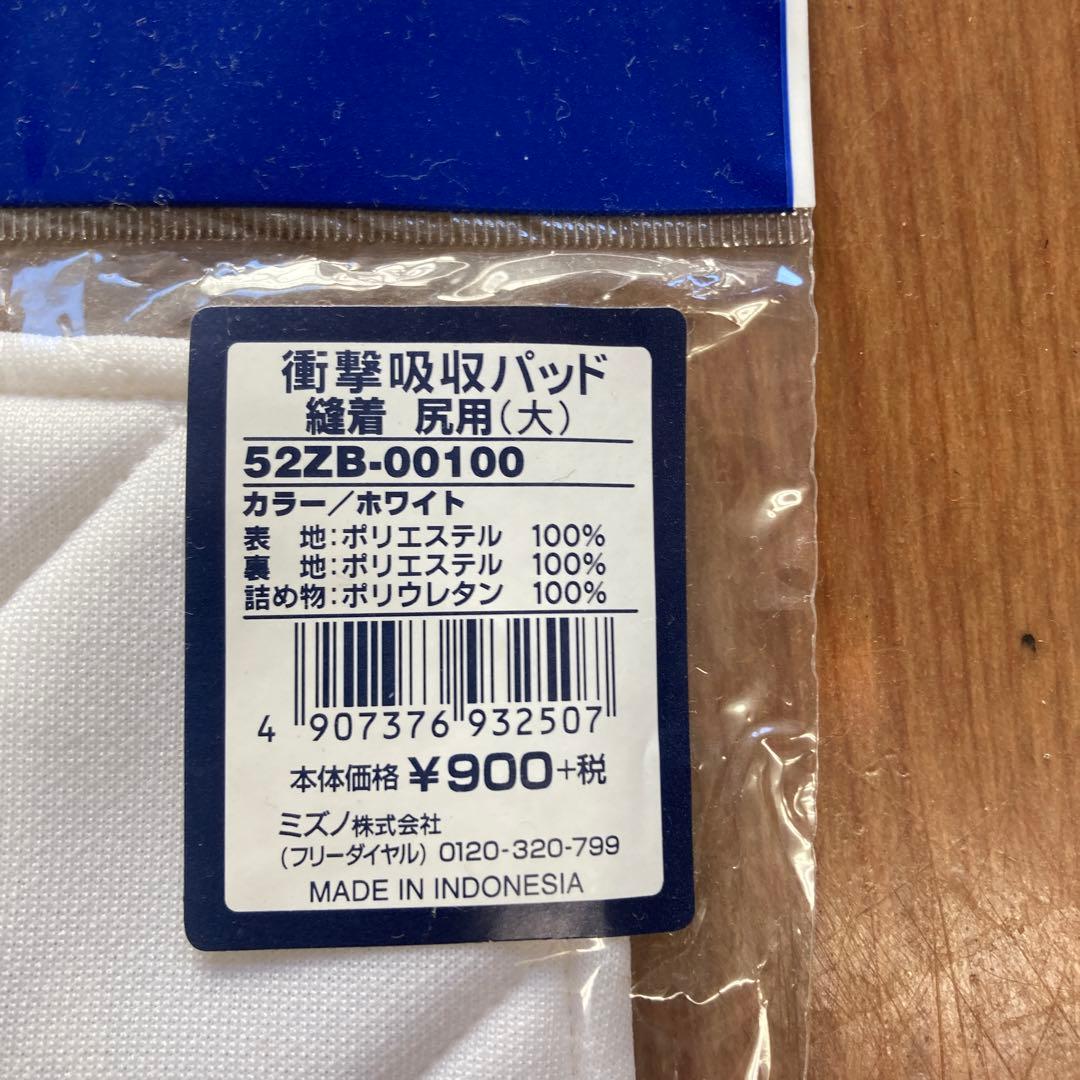 衝撃吸収パッド
縫着 尻用(大)
52ZB-00100
カラー/ホワイト
表 地:ポリエステル 100%
裏 地:ポリエステル 100%
詰め物:ポリウレタン 100%
4 907376 932507
本体価格 ¥900+税
ミズノ株式会社
(フリーダイヤル) 0120-320-799
MADE IN INDONESIA